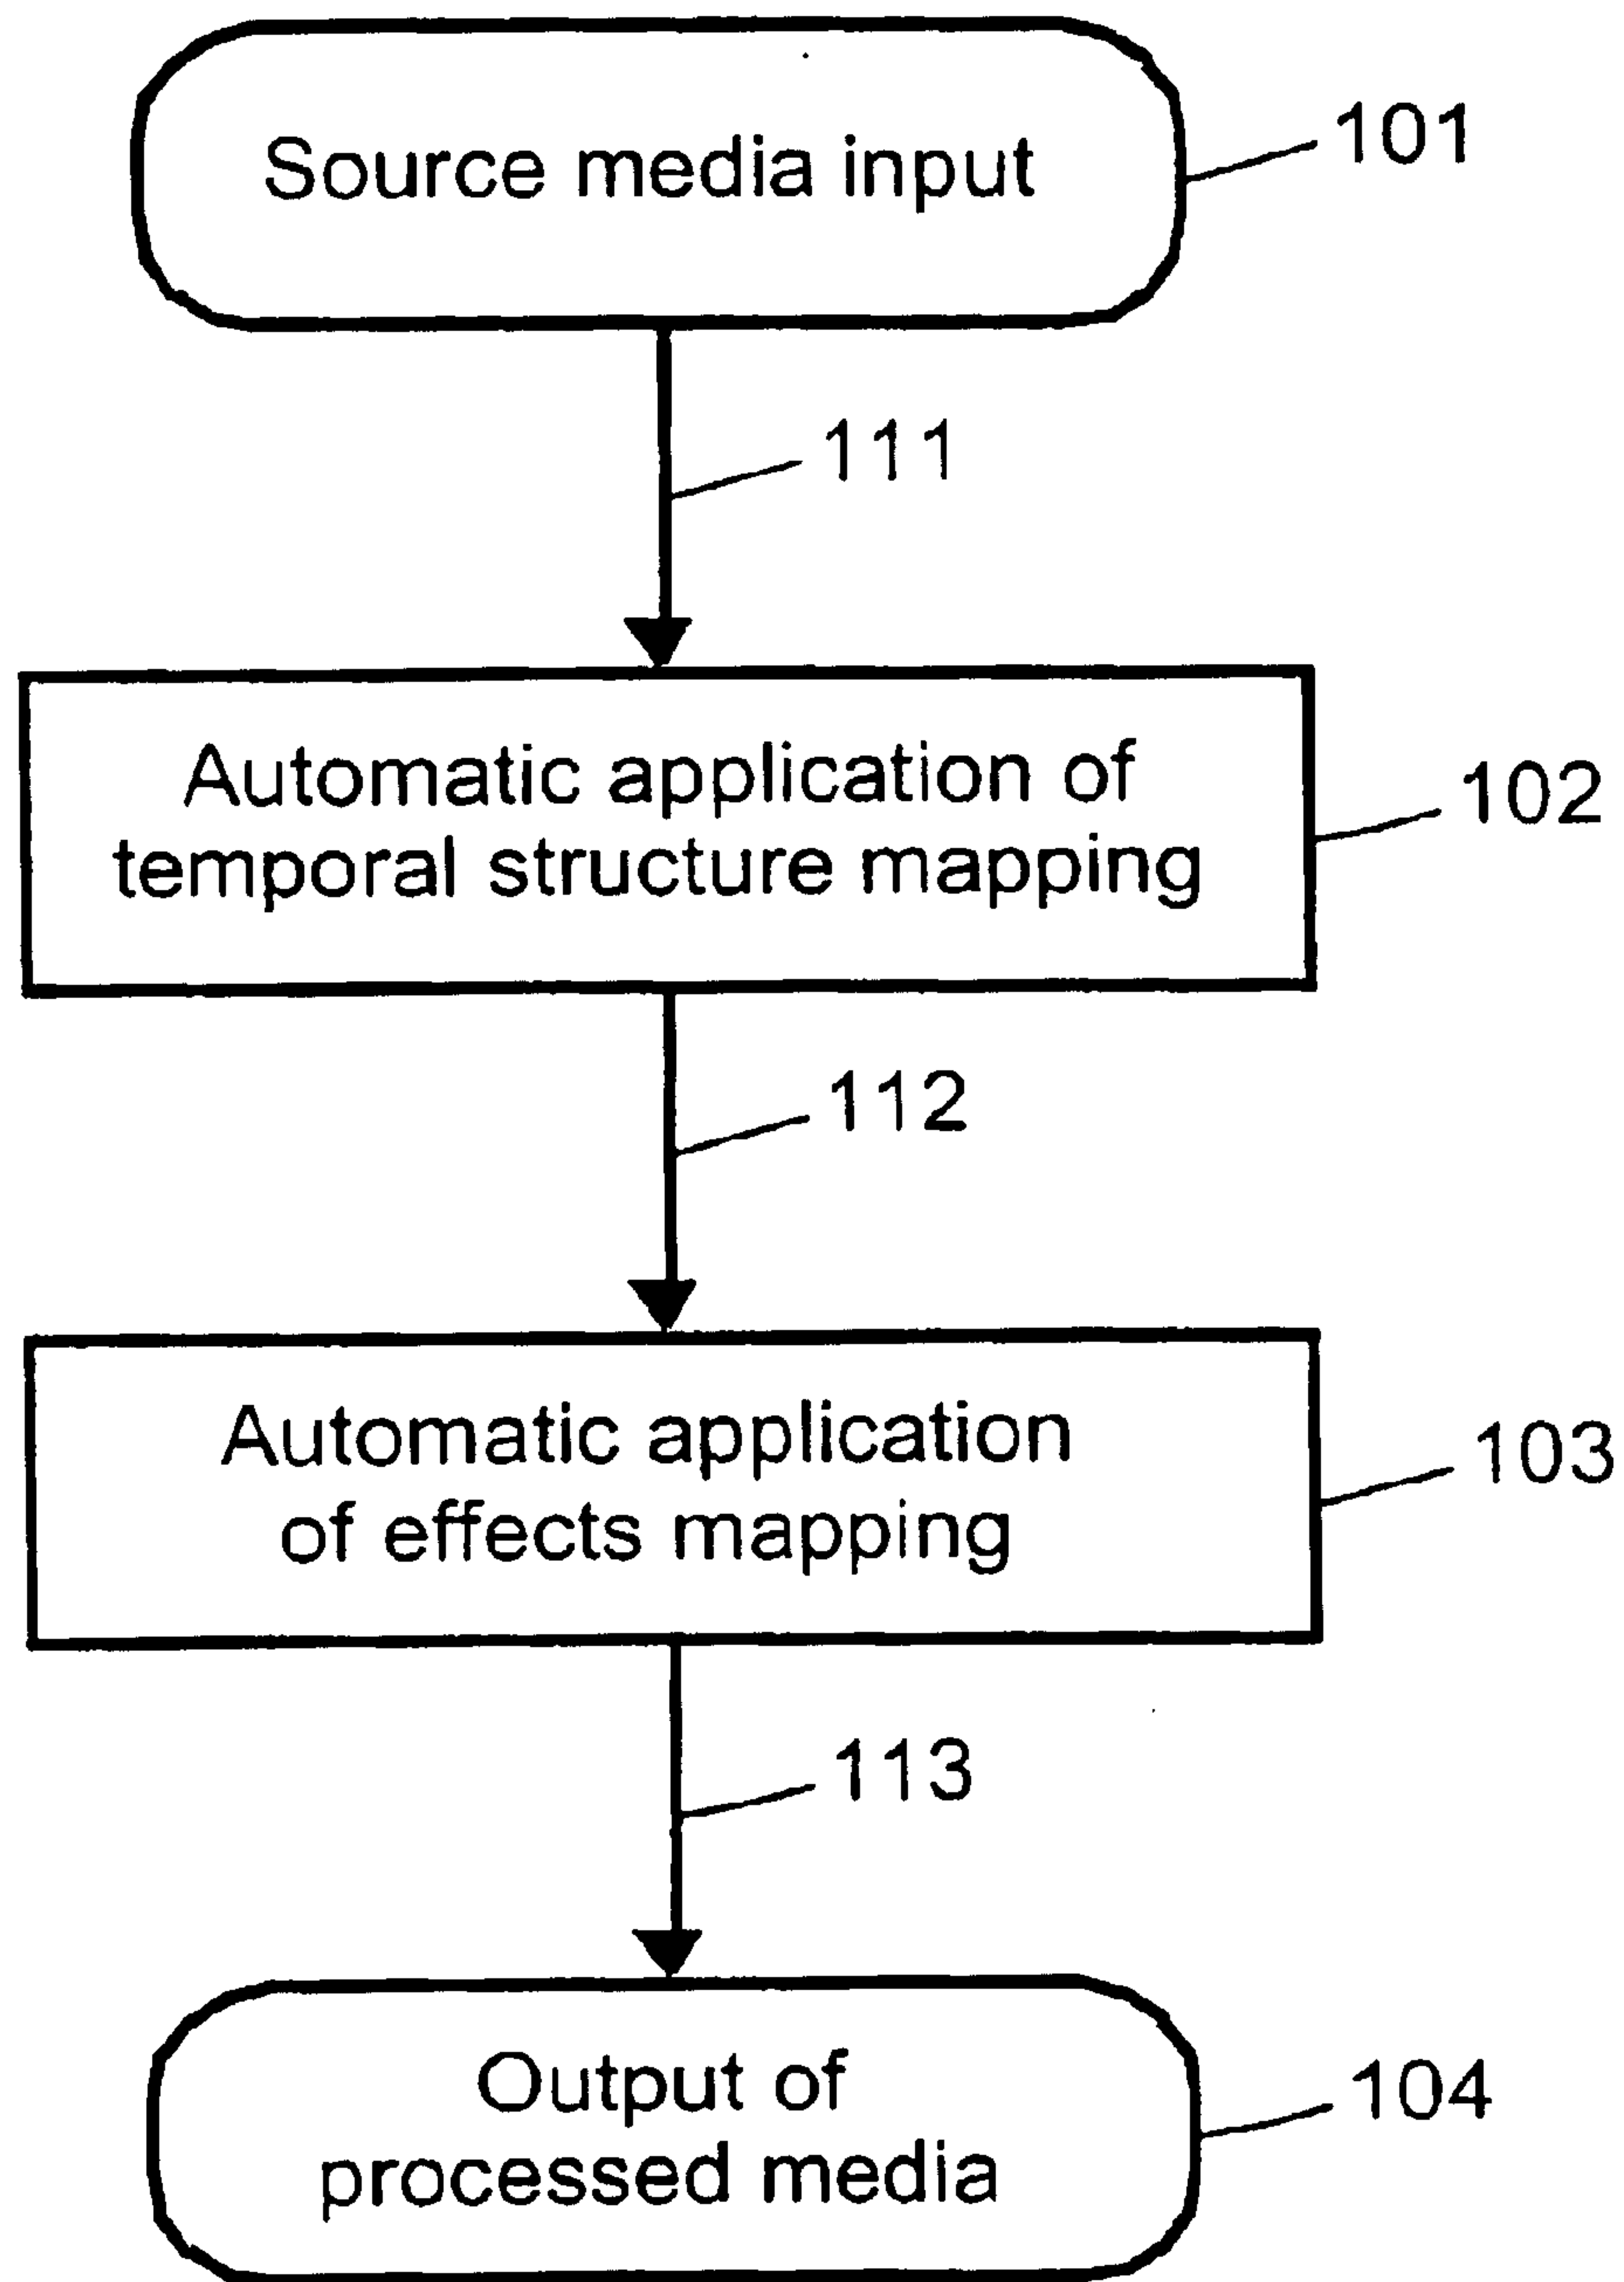 Source media input
101
111
Automatic application of
temporal structure mapping
102
112
Automatic application
of effects mapping
103
113
Output of
processed media
104